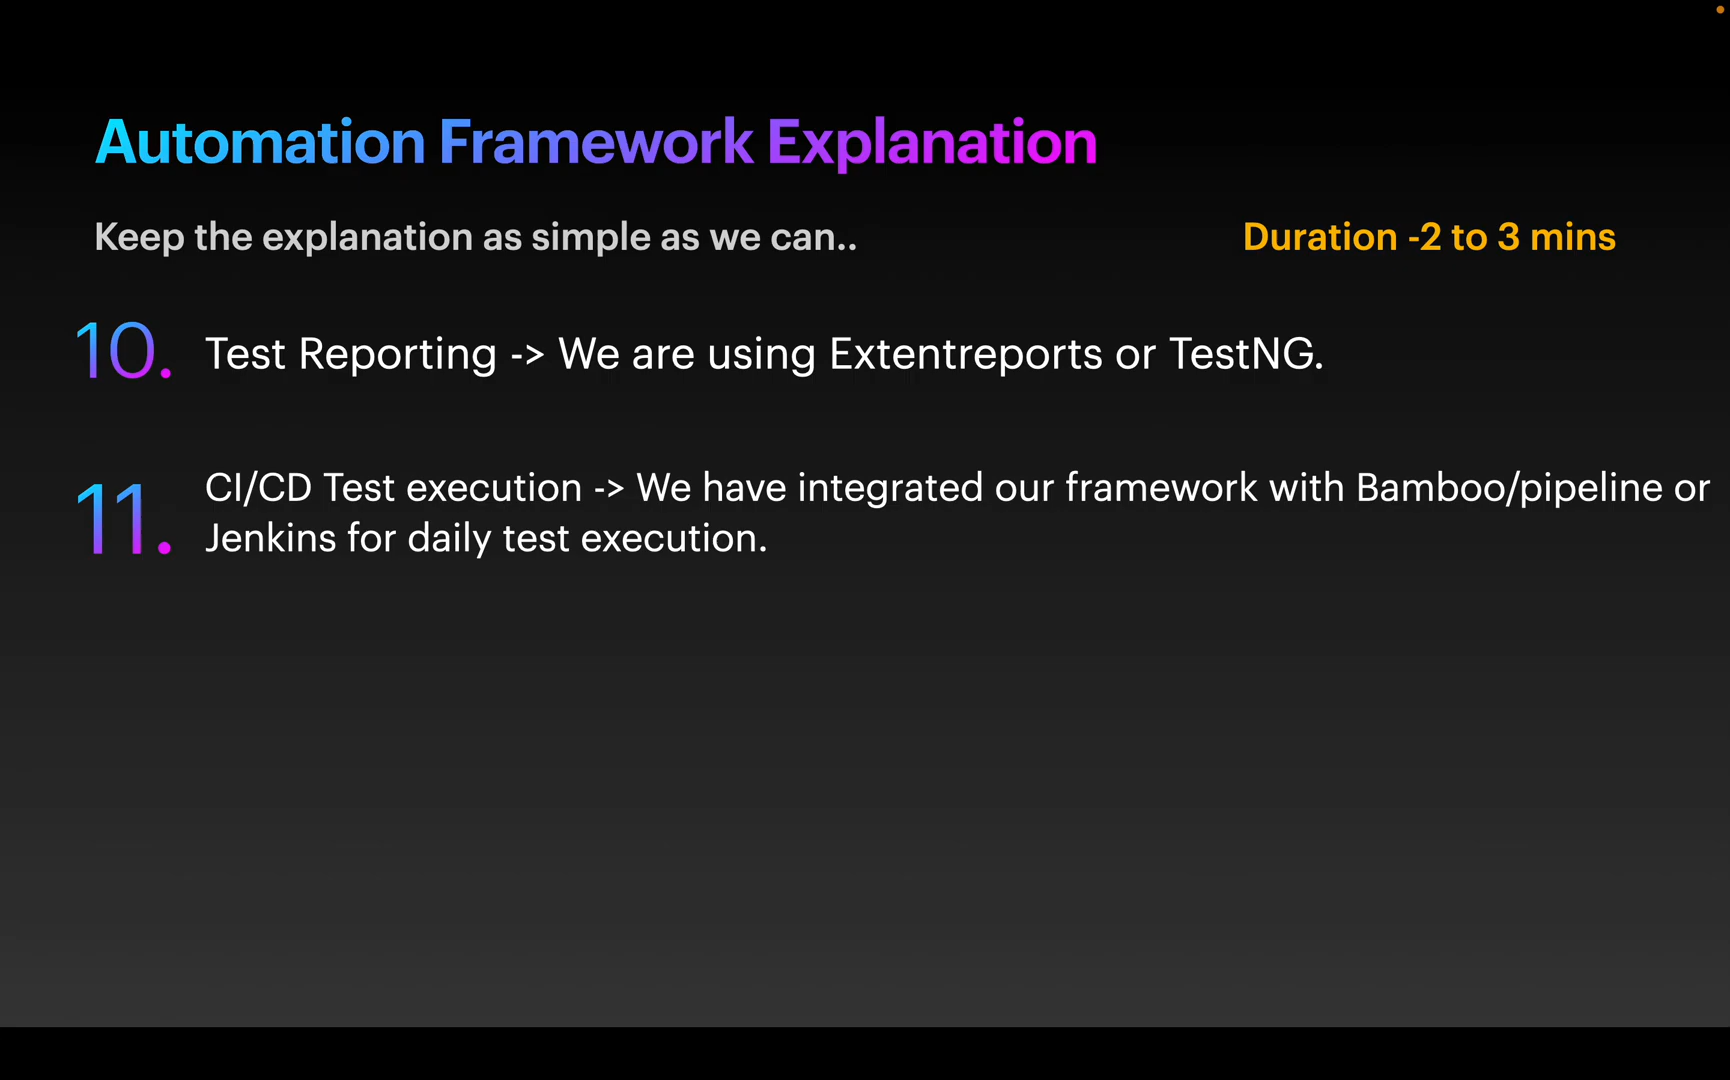 Automation Framework Explanation
Keep the explanation as simple as we can..
Duration -2 to 3 mins
10. Test Reporting -> We are using Extentreports or TestNG.
11. CI/CD Test execution -> We have integrated our framework with Bamboo/pipeline or
Jenkins for daily test execution.